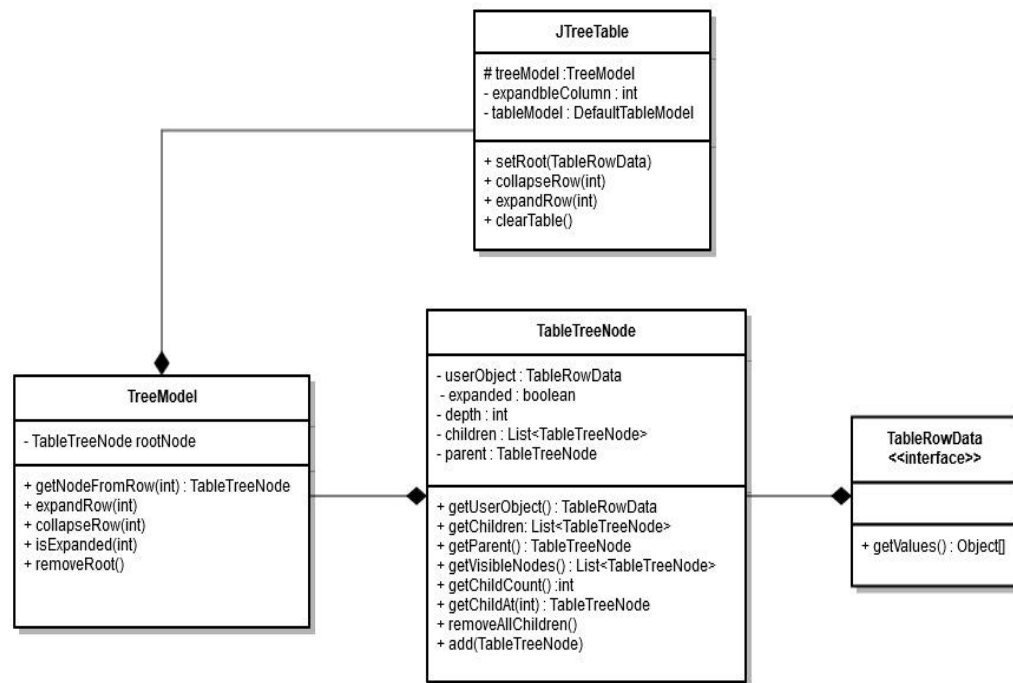 JTreeTable
# treeModel :TreeModel
- expandbleColumn : int
- tableModel : DefaultTableModel
+ setRoot(TableRowData)
+ collapseRow(int)
+ expandRow(int)
+ clearTable()
TreeModel
- TableTreeNode rootNode
+ getNodeFromRow(int) : TableTreeNode
+ expandRow(int)
+ collapseRow(int)
+ isExpanded(int)
+ removeRoot()
TableTreeNode
- userObject : TableRowData
- expanded : boolean
- depth : int
- children : List<TableTreeNode>
- parent : TableTreeNode
+ getUserObject() : TableRowData
+ getChildren: List<TableTreeNode>
+ getParent() : TableTreeNode
+ getVisibleNodes() : List<TableTreeNode>
+ getChildCount() :int
+ getChildAt(int) : TableTreeNode
+ removeAllChildren()
+ add(TableTreeNode)
TableRowData
<<interface>>
+ getValues() : Object[]